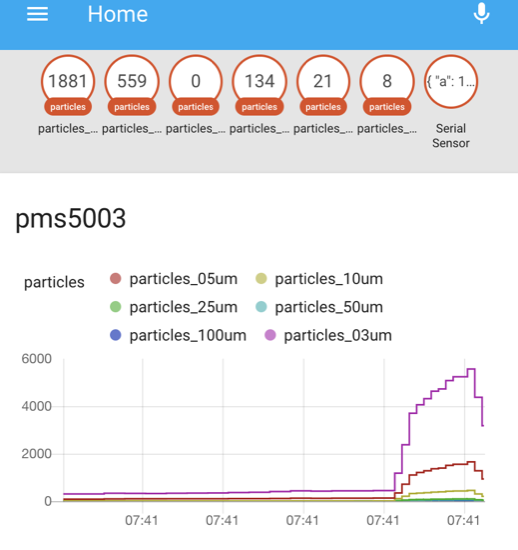 Home
1881 559 0 134 21 8 { "a": 1...
particles particles particles particles particles particles
particles_... particles_... particles_... particles_... particles_... particles_... Serial
Sensor
pms5003
particles
particles_05um particles_10um
particles_25um particles_50um
particles_100um particles_03um
6000
4000
2000
0
07:41 07:41 07:41 07:41 07:41